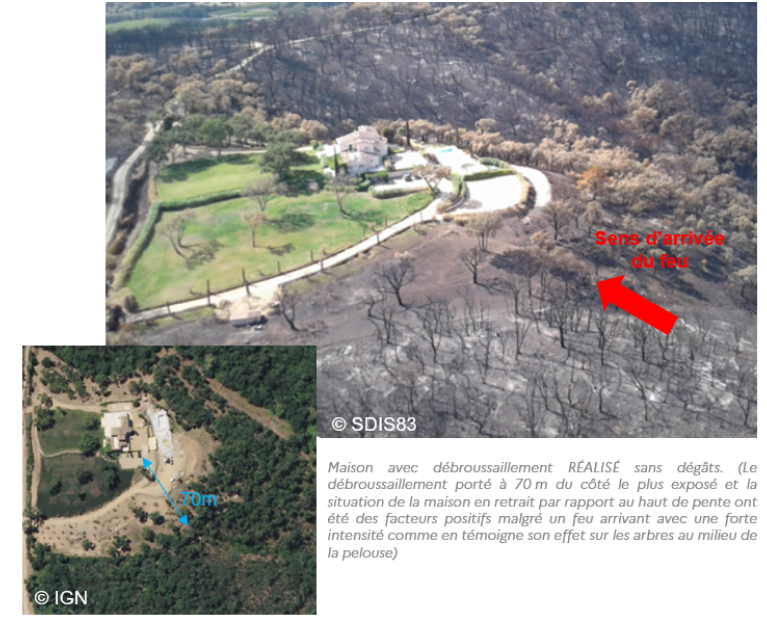 Sens d'arrivée
du feu
© SDIS83
70m
© IGN
Maison avec débroussaillement RÉALISÉ sans dégâts. (Le
débroussaillement porté à 70 m du côté le plus exposé et la
situation de la maison en retrait par rapport au haut de pente ont
été des facteurs positifs malgré un feu arrivant avec une forte
intensité comme en témoigne son effet sur les arbres au milieu de
la pelouse)